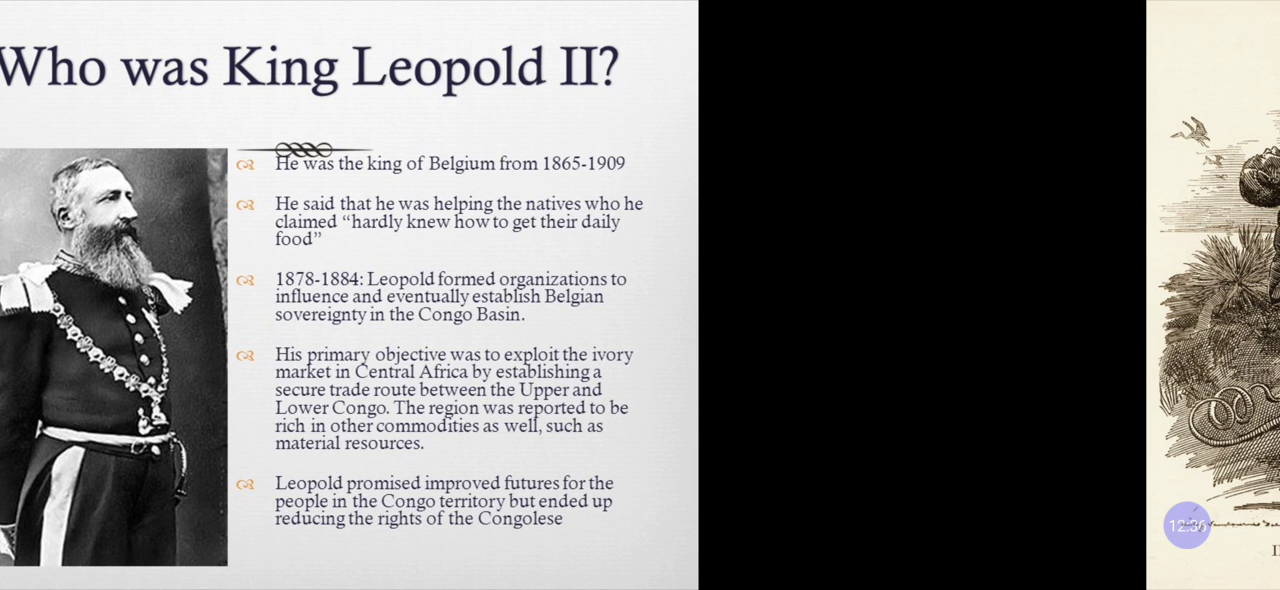 Who was King Leopold II?
He was the king of Belgium from 1865-1909
He said that he was helping the natives who he
claimed “hardly knew how to get their daily
food”
1878-1884: Leopold formed organizations to
influence and eventually establish Belgian
sovereignty in the Congo Basin.
His primary objective was to exploit the ivory
market in Central Africa by establishing a
secure trade route between the Upper and
Lower Congo. The region was reported to be
rich in other commodities as well, such as
material resources.
Leopold promised improved futures for the
people in the Congo territory but ended up
reducing the rights of the Congolese
12:36